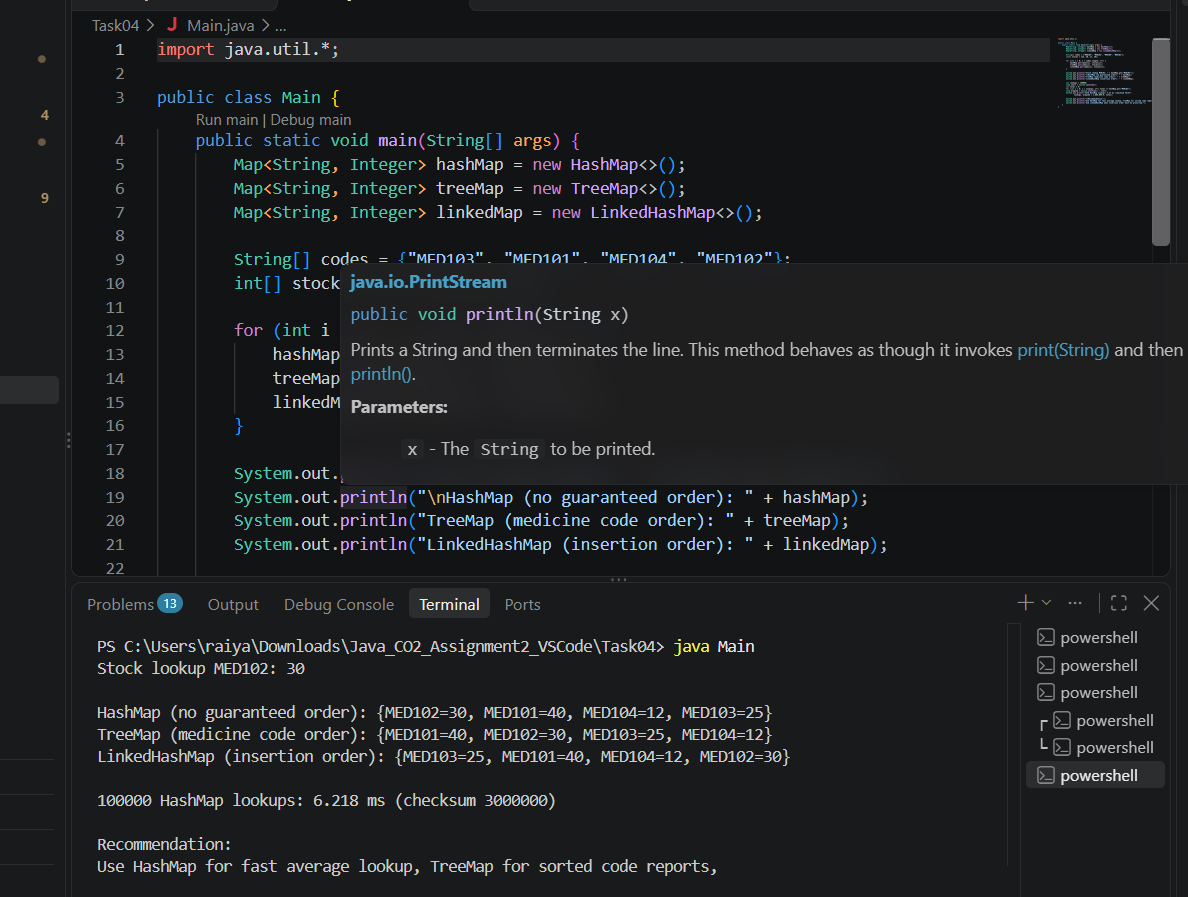 Task04 > J Main.java > ...
4
9
1 import java.util.*;
2
3 public class Main {
Run main | Debug main
4 public static void main(String[] args) {
5 Map<String, Integer> hashMap = new HashMap<>();
6 Map<String, Integer> treeMap = new TreeMap<>();
7 Map<String, Integer> linkedMap = new LinkedHashMap<>();
8
9 String[] codes = {"MED103", "MED101", "MED104", "MED102"};
10 int[] stock
11
12 for (int i
13 hashMap
14 treeMap
15 linkedM
16 }
17
18 System.out.
java.io.PrintStream
public void println(String x)
Prints a String and then terminates the line. This method behaves as though it invokes print(String) and then
println().
Parameters:
x - The String to be printed.
19 System.out.println("\nHashMap (no guaranteed order): " + hashMap);
20 System.out.println("TreeMap (medicine code order): " + treeMap);
21 System.out.println("LinkedHashMap (insertion order): " + linkedMap);
22
Problems 13 Output Debug Console Terminal Ports
PS C:\Users\raiya\Downloads\Java_CO2_Assignment2_VSCode\Task04> java Main
Stock lookup MED102: 30
HashMap (no guaranteed order): {MED102=30, MED101=40, MED104=12, MED103=25}
TreeMap (medicine code order): {MED101=40, MED102=30, MED103=25, MED104=12}
LinkedHashMap (insertion order): {MED103=25, MED101=40, MED104=12, MED102=30}
100000 HashMap lookups: 6.218 ms (checksum 3000000)
Recommendation:
Use HashMap for fast average lookup, TreeMap for sorted code reports,
powershell
powershell
powershell
powershell
powershell
powershell